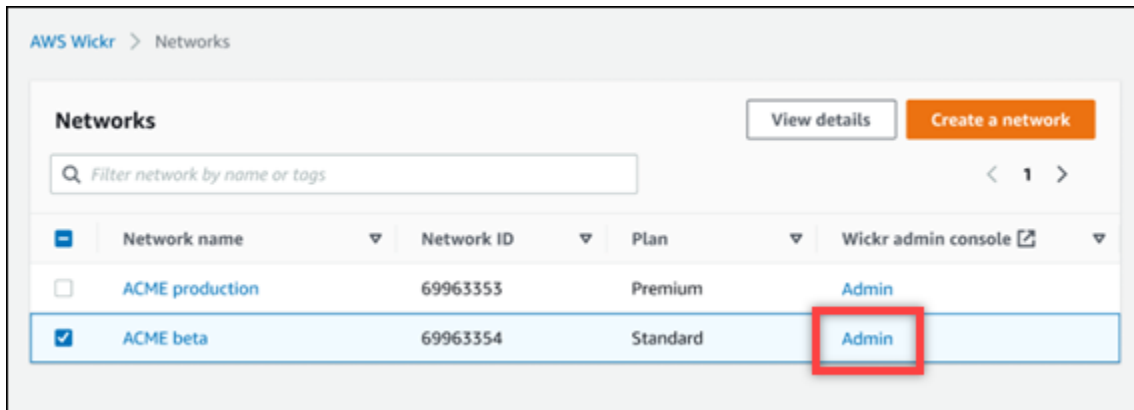 AWS Wickr > Networks
Networks View details Create a network
Filter network by name or tags < 1 >
Network name Network ID Plan Wickr admin console
ACME production 69963353 Premium Admin
ACME beta 69963354 Standard Admin